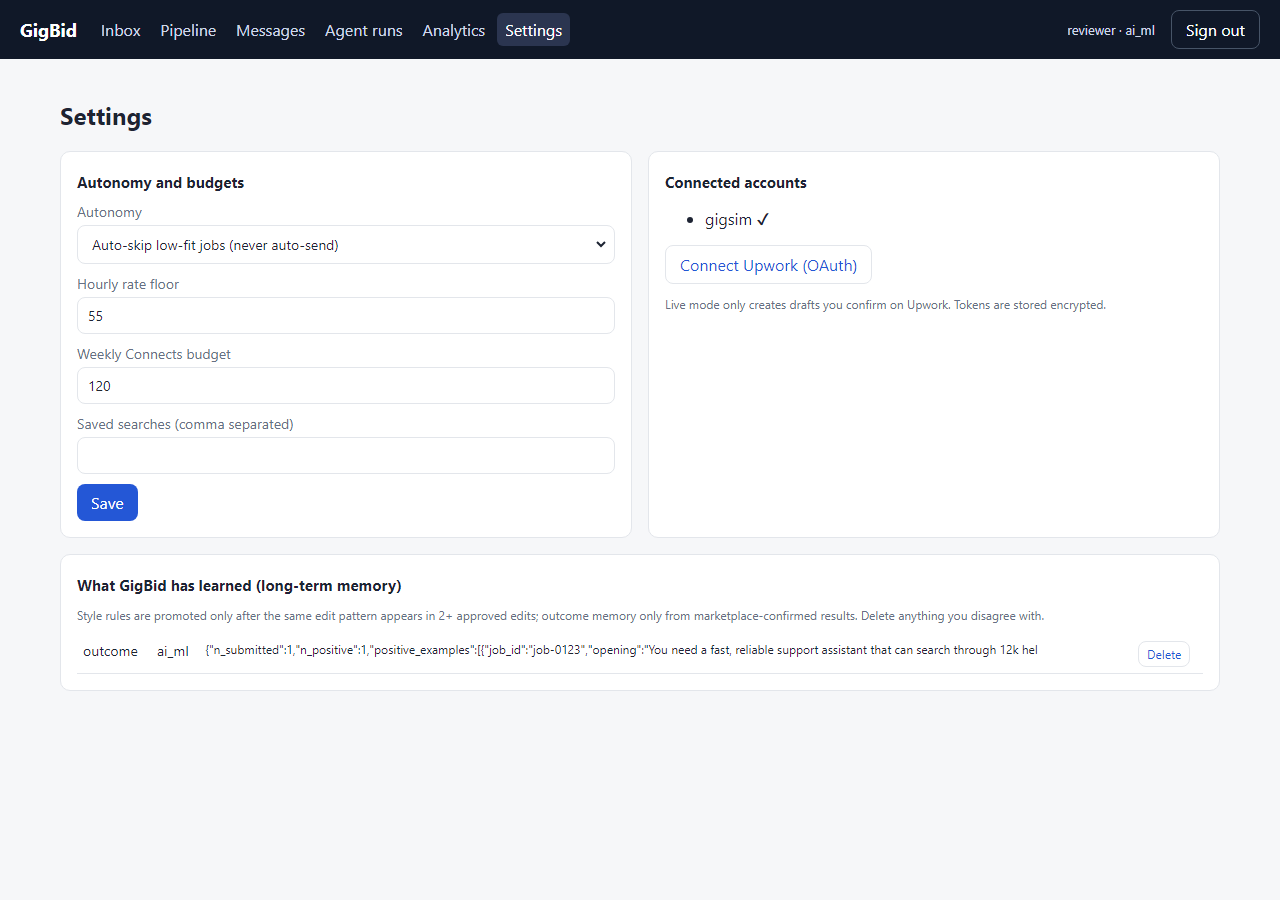 GigBid Inbox Pipeline Messages Agent runs Analytics Settings reviewer · ai_ml Sign out
Settings
Autonomy and budgets
Autonomy
Auto-skip low-fit jobs (never auto-send)
Hourly rate floor
55
Weekly Connects budget
120
Saved searches (comma separated)
Save
Connected accounts
• gigsim ✓
Connect Upwork (OAuth)
Live mode only creates drafts you confirm on Upwork. Tokens are stored encrypted.
What GigBid has learned (long-term memory)
Style rules are promoted only after the same edit pattern appears in 2+ approved edits; outcome memory only from marketplace-confirmed results. Delete anything you disagree with.
outcome ai_ml {"n_submitted":1,"n_positive":1,"positive_examples":[{"job_id":"job-0123","opening":"You need a fast, reliable support assistant that can search through 12k hel Delete